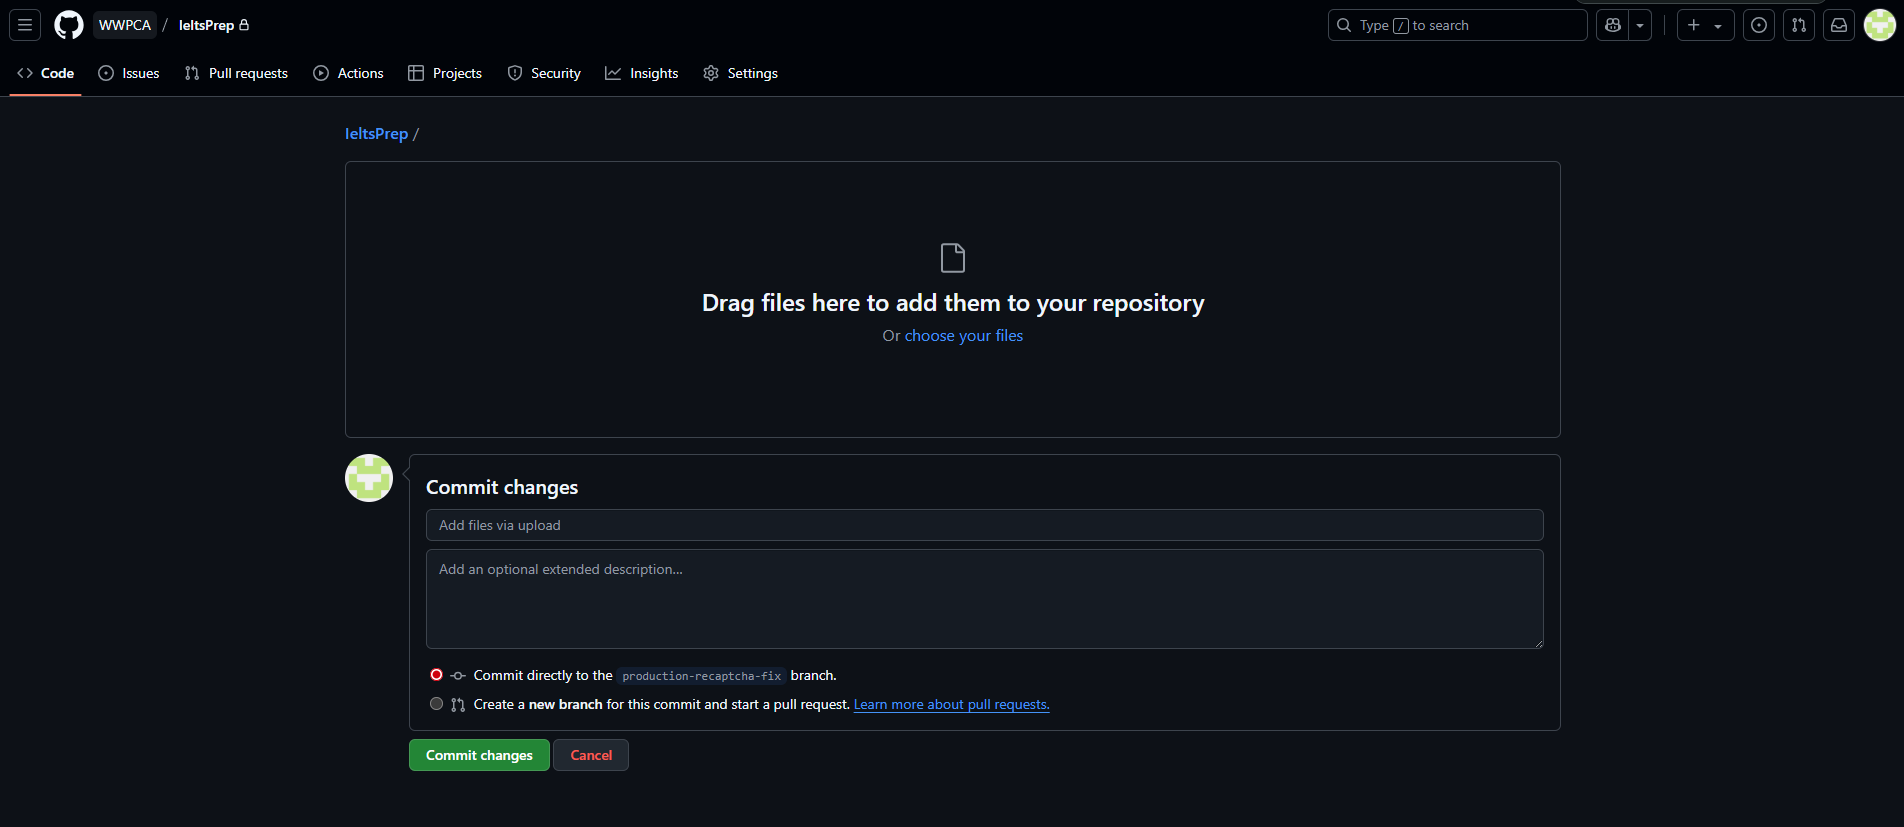 WWPCA / IeltsPrep
Type / to search
Code Issues Pull requests Actions Projects Security Insights Settings
IeltsPrep /
Drag files here to add them to your repository
Or choose your files
Commit changes
Add files via upload
Add an optional extended description...
Commit directly to the production-recaptcha-fix branch.
Create a new branch for this commit and start a pull request. Learn more about pull requests.
Commit changes Cancel